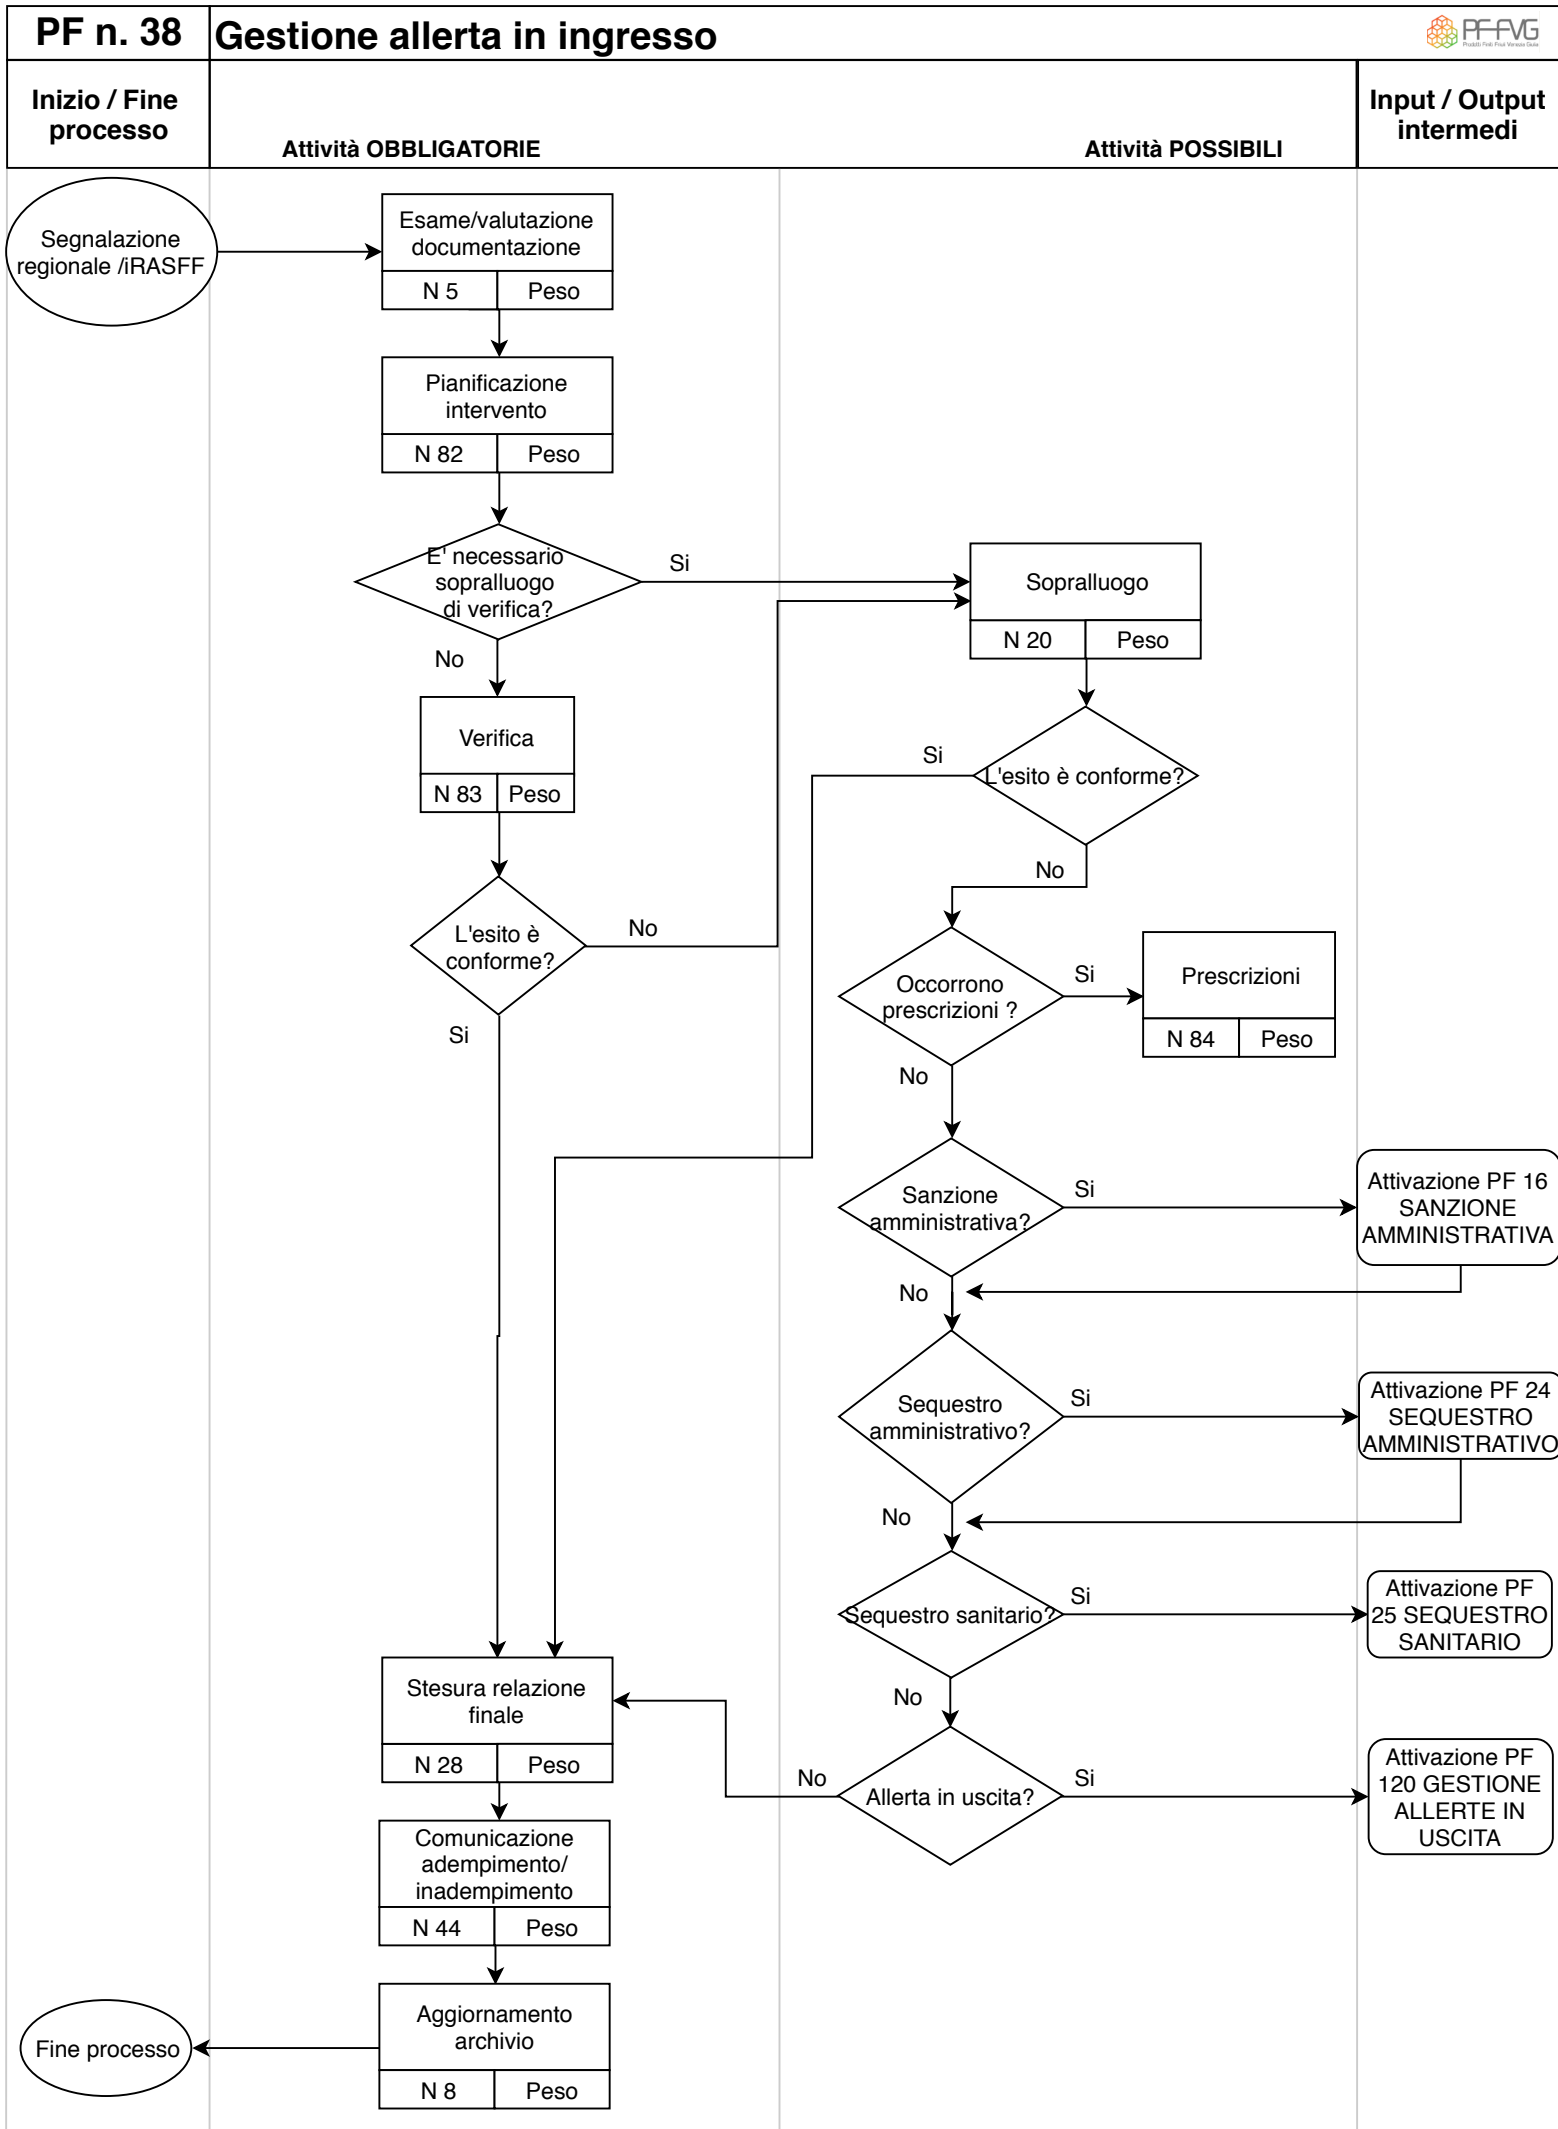 PF n. 38
Gestione allerta in ingresso
PF-FVG
Prodotti Finiti Friuli Venezia Giulia
Inizio / Fine
processo
Attività OBBLIGATORIE
Attività POSSIBILI
Input / Output
intermedi
Segnalazione
regionale /iRASFF
Esame/valutazione
documentazione
N 5
Peso
Pianificazione
intervento
N 82
Peso
E' necessario
sopralluogo
di verifica?
Si
No
Sopralluogo
N 20
Peso
Verifica
N 83
Peso
Si
L'esito è conforme?
No
L'esito è
conforme?
No
Si
Occorrono
prescrizioni ?
Si
No
Prescrizioni
N 84
Peso
Sanzione
amministrativa?
Si
No
Attivazione PF 16
SANZIONE
AMMINISTRATIVA
Sequestro
amministrativo?
Si
No
Attivazione PF 24
SEQUESTRO
AMMINISTRATIVO
Sequestro sanitario?
Si
No
Attivazione PF
25 SEQUESTRO
SANITARIO
Stesura relazione
finale
N 28
Peso
No
Allerta in uscita?
Si
Attivazione PF
120 GESTIONE
ALLERTE IN
USCITA
Comunicazione
adempimento/
inadempimento
N 44
Peso
Aggiornamento
archivio
N 8
Peso
Fine processo